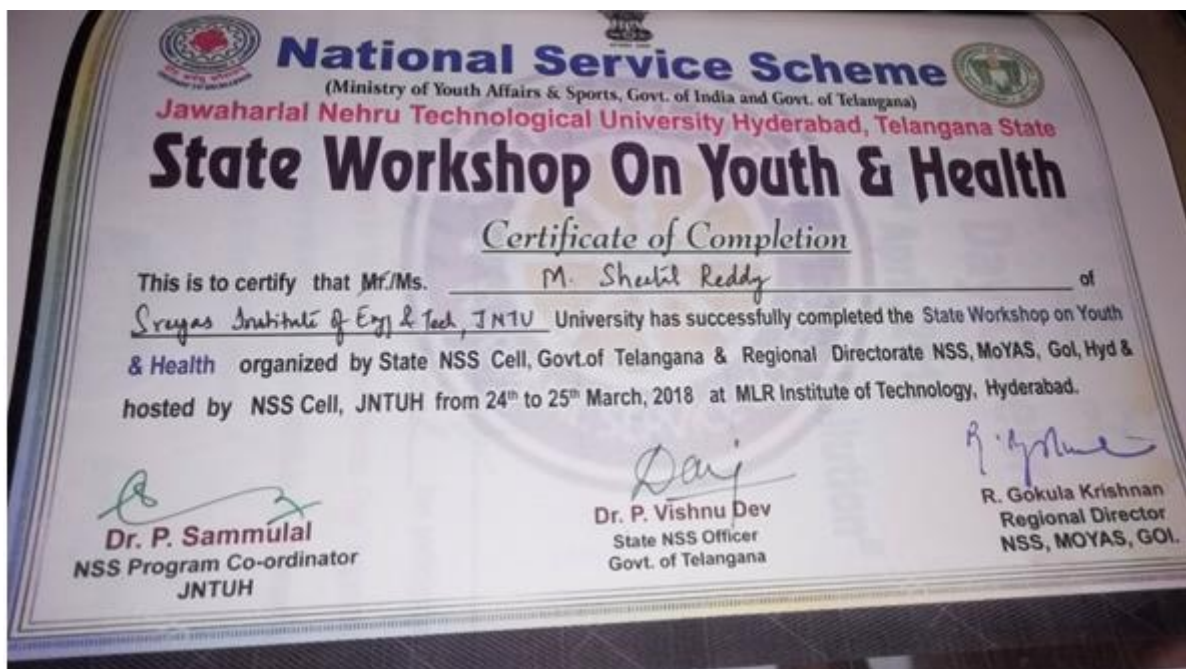 National Service Scheme
(Ministry of Youth Affairs & Sports, Govt. of India and Govt. of Telangana)
Jawaharlal Nehru Technological University Hyderabad, Telangana State
State Workshop On Youth & Health
Certificate of Completion
This is to certify that Mr./Ms. M. Reddy of
Sreyas Institute of Eng & Tech, JNTU University has successfully completed the State Workshop on Youth
& Health organized by State NSS Cell, Govt.of Telangana & Regional Directorate NSS, MoYAS, GoI, Hyd &
hosted by NSS Cell, JNTUH from 24th to 25th March, 2018 at MLR Institute of Technology, Hyderabad.
Dr. P. Sammulal
NSS Program Co-ordinator
JNTUH
Dr. P. Vishnu Dev
State NSS Officer
Govt. of Telangana
R. Gokula Krishnan
Regional Director
NSS, MOYAS, GOI.